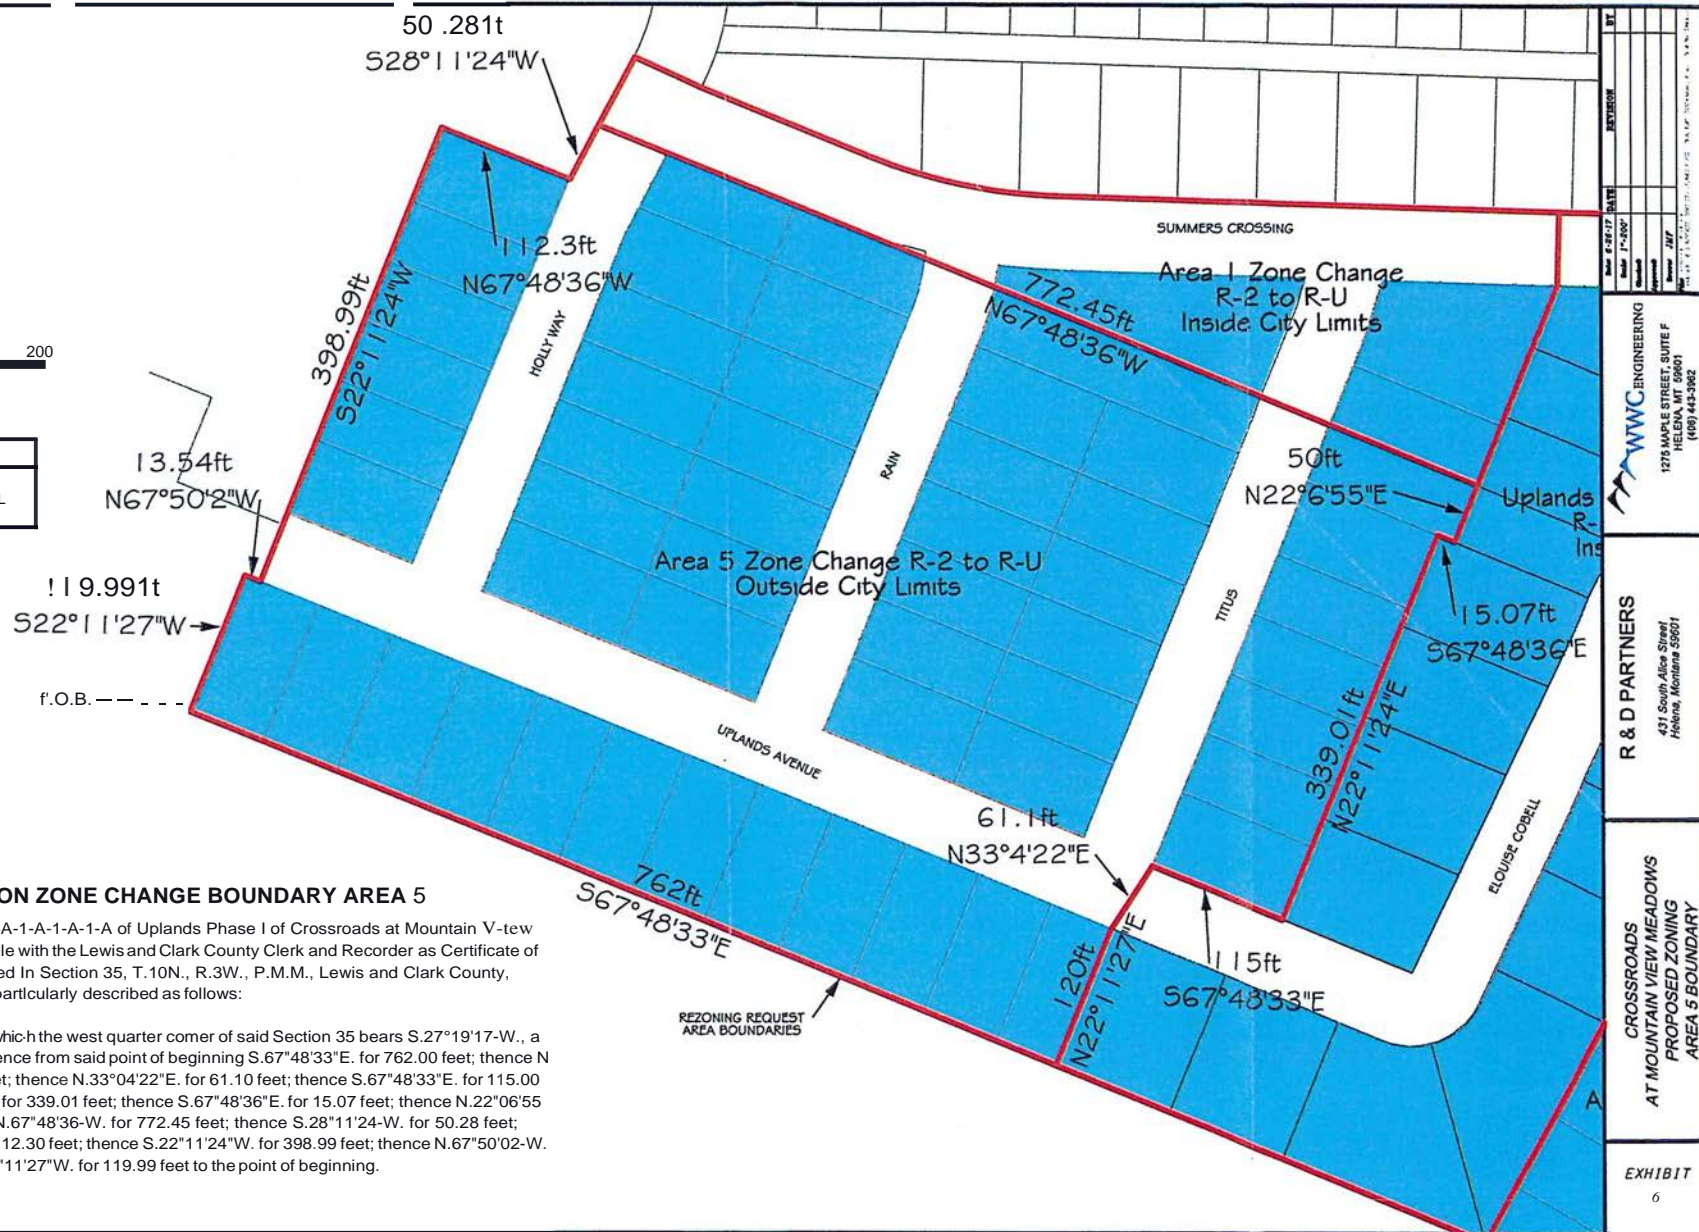 50 .281t
S28°11'24"W
112.3ft
N67°48'36"W
398.99ft
S22°11'24"W
200
13.54ft
N67°50'2"W
!I 9.991t
S22°11'27"W
f'.O.B.
HOLLY WAY
RAIN
TITUS
SUMMERS CROSSING
Area 1 Zone Change
R-2 to R-U
Inside City Limits
772.45ft
N67°48'36"W
50ft
N22°6'55"E
Uplands
R-
Ins
15.07ft
S67°48'36"E
Area 5 Zone Change R-2 to R-U
Outside City Limits
339.01ft
N22°11'24"E
UPLANDS AVENUE
61.1ft
N33°4'22"E
ELOUISE COBELL
762ft
S67°48'33"E
120ft
N22°11'27"E
115ft
S67°48'33"E
REZONING REQUEST
AREA BOUNDARIES
A
ON ZONE CHANGE BOUNDARY AREA 5
A-1-A-1-A-1-A of Uplands Phase I of Crossroads at Mountain V-tew
le with the Lewis and Clark County Clerk and Recorder as Certificate of
ed In Section 35, T.10N., R.3W., P.M.M., Lewis and Clark County,
partlcularly described as follows:
which the west quarter comer of said Section 35 bears S.27°19'17-W., a
ence from said point of beginning S.67"48'33"E. for 762.00 feet; thence N
et; thence N.33°04'22"E. for 61.10 feet; thence S.67"48'33"E. for 115.00
for 339.01 feet; thence S.67"48'36"E. for 15.07 feet; thence N.22"06'55
N.67"48'36-W. for 772.45 feet; thence S.28"11'24-W. for 50.28 feet;
12.30 feet; thence S.22"11'24"W. for 398.99 feet; thence N.67"50'02-W.
"11'27"W. for 119.99 feet to the point of beginning.
BY
REVISION
DATE
WWC ENGINEERING
1275 MAPLE STREET, SUITE F
HELENA, MT 59601
(406) 443-3962
R & D PARTNERS
431 South Alice Street
Helena, Montana 59601
CROSSROADS
AT MOUNTAIN VIEW MEADOWS
PROPOSED ZONING
AREA 5 BOUNDARY
EXHIBIT
6